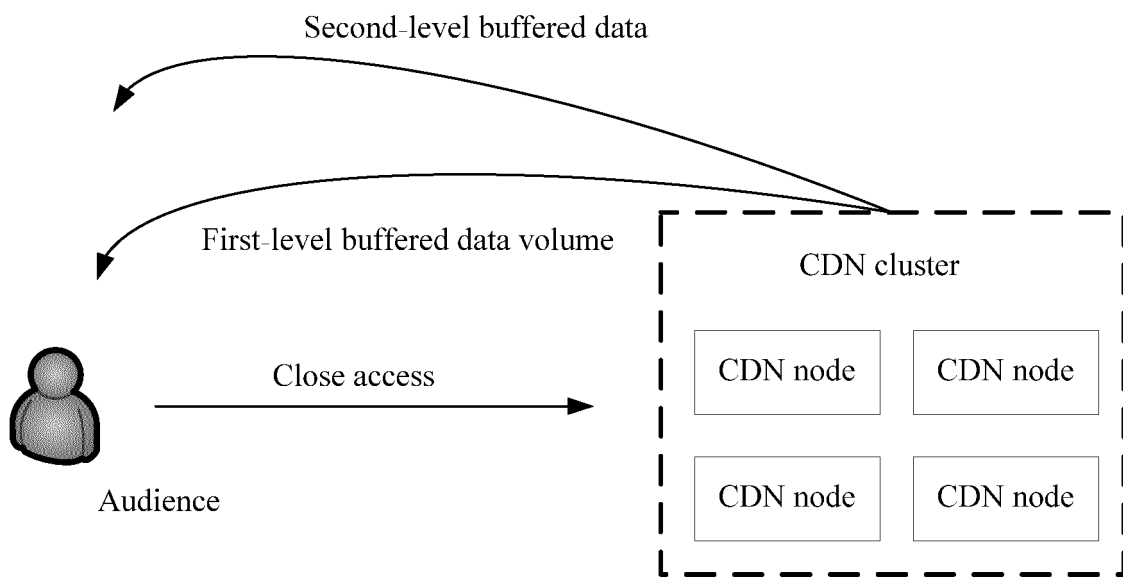 Second-level buffered data
First-level buffered data volume
CDN cluster
Close access
CDN node
CDN node
Audience
CDN node
CDN node